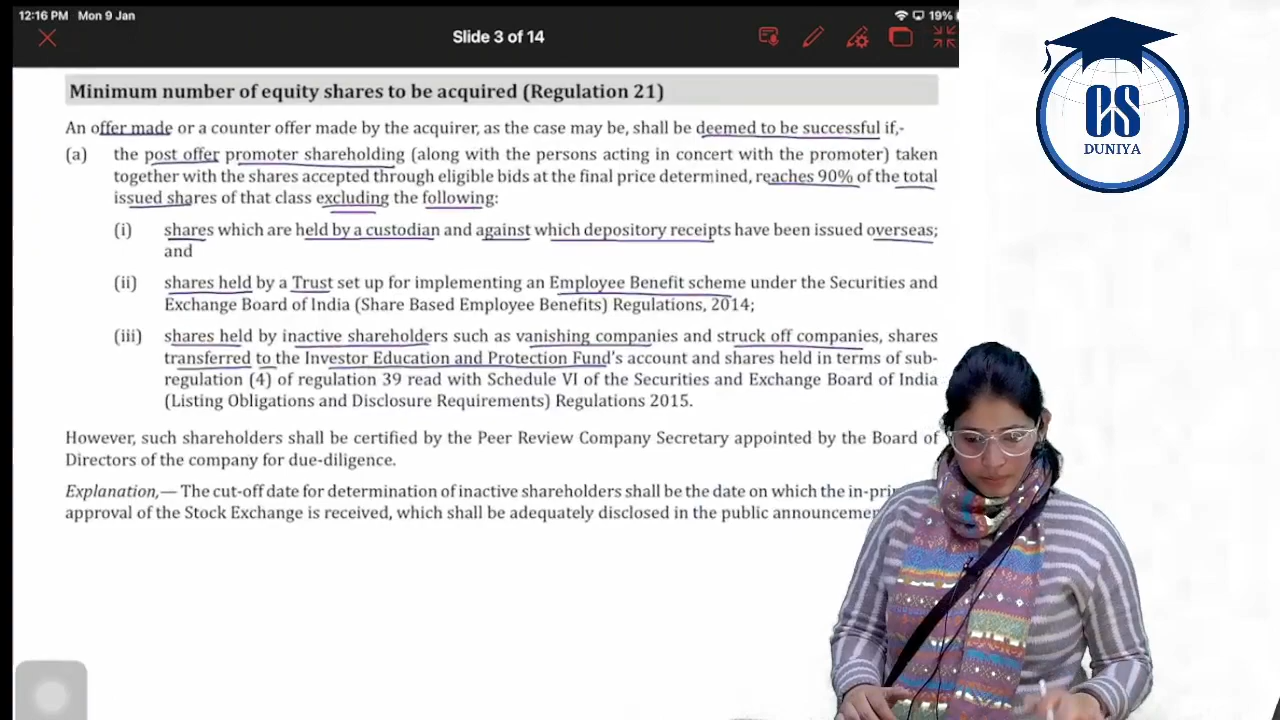 12:16 PM Mon 9 Jan
19%
Slide 3 of 14
Minimum number of equity shares to be acquired (Regulation 21)
An offer made or a counter offer made by the acquirer, as the case may be, shall be deemed to be successful if,-
(a) the post offer promoter shareholding (along with the persons acting in concert with the promoter) taken
together with the shares accepted through eligible bids at the final price determined, reaches 90% of the total
issued shares of that class excluding the following:
(i) shares which are held by a custodian and against which depository receipts have been issued overseas;
and
(ii) shares held by a Trust set up for implementing an Employee Benefit scheme under the Securities and
Exchange Board of India (Share Based Employee Benefits) Regulations, 2014;
(iii) shares held by inactive shareholders such as vanishing companies and struck off companies, shares
transferred to the Investor Education and Protection Fund's account and shares held in terms of sub-
regulation (4) of regulation 39 read with Schedule VI of the Securities and Exchange Board of India
(Listing Obligations and Disclosure Requirements) Regulations 2015.
However, such shareholders shall be certified by the Peer Review Company Secretary appointed by the Board of
Directors of the company for due-diligence.
Explanation,— The cut-off date for determination of inactive shareholders shall be the date on which the in-pri
approval of the Stock Exchange is received, which shall be adequately disclosed in the public announcemen
CS
DUNIYA